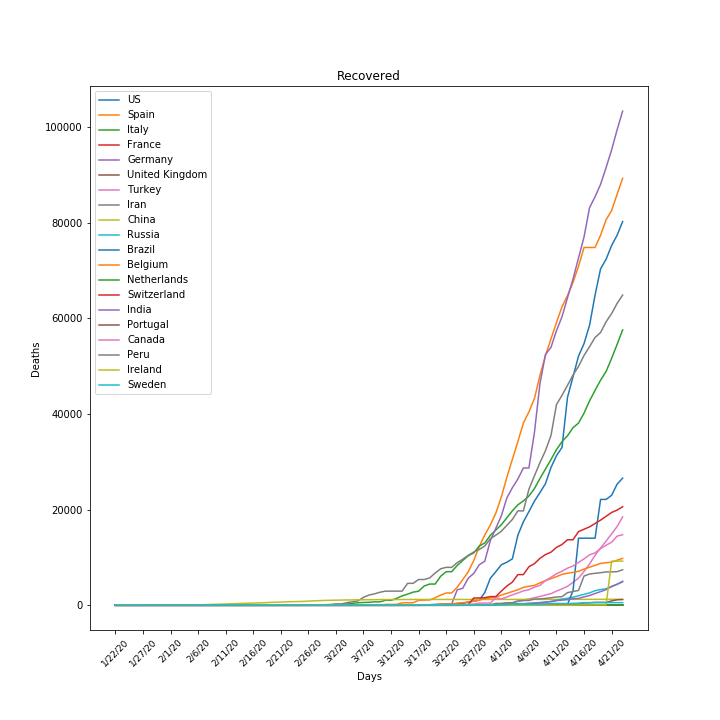 Recovered
US
Spain
Italy
France
Germany
United Kingdom
Turkey
Iran
China
Russia
Brazil
Belgium
Netherlands
Switzerland
India
Portugal
Canada
Peru
Ireland
Sweden
100000
80000
60000
40000
20000
0
Deaths
1/22/20 1/27/20 2/1/20 2/6/20 2/11/20 2/16/20 2/21/20 2/26/20 3/2/20 3/7/20 3/12/20 3/17/20 3/22/20 3/27/20 4/1/20 4/6/20 4/11/20 4/16/20 4/21/20
Days